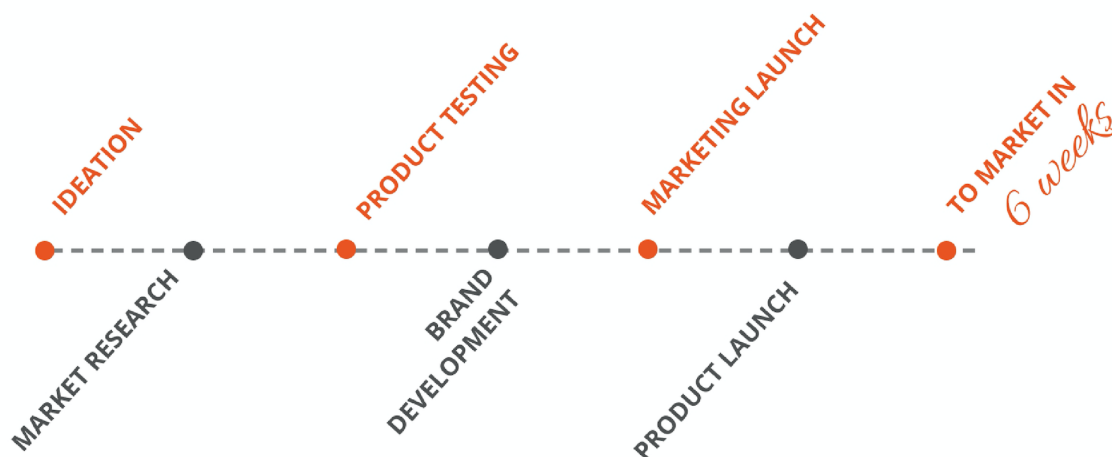 IDEATION
MARKET RESEARCH
PRODUCT TESTING
BRAND
DEVELOPMENT
MARKETING LAUNCH
PRODUCT LAUNCH
TO MARKET IN
6 weeks